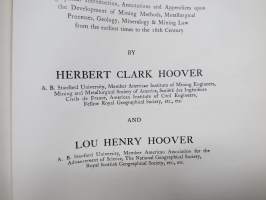 Introduction, Annotations and Appendices upon
the Development of Mining Methods, Metallurgical
Processes, Geology, Mineralogy & Mining Law
from the earliest times to the 16th Century
BY
HERBERT CLARK HOOVER
A. B. Stanford University, Member American Institute of Mining Engineers,
Mining and Metallurgical Society of America, Société des Ingénieurs
Civils de France, American Institute of Civil Engineers,
Fellow Royal Geographical Society, etc., etc.
AND
LOU HENRY HOOVER
A. B. Stanford University, Member American Association for the
Advancement of Science, The National Geographical Society,
Royal Scottish Geographical Society, etc., etc.